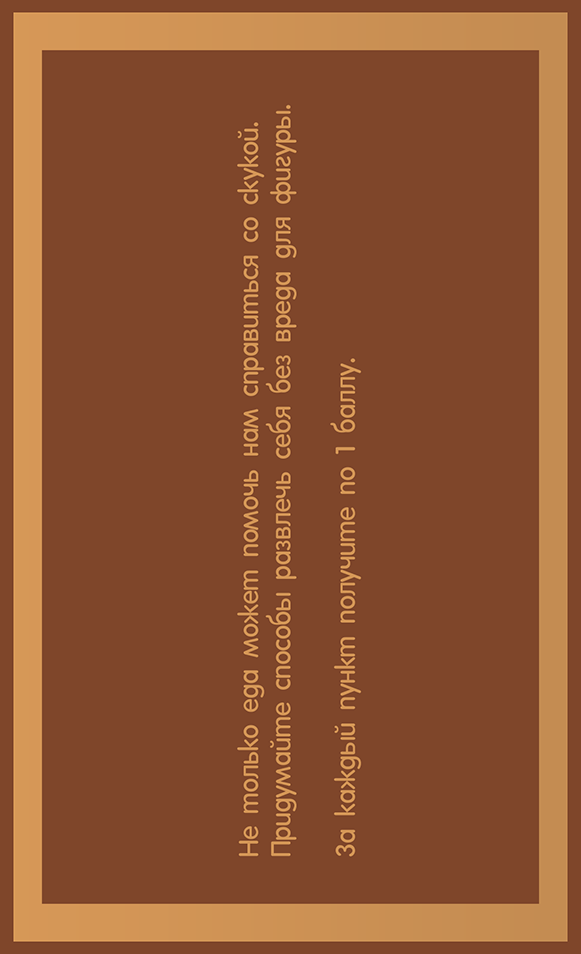 Не только еда может помочь нам справиться со скукой.
Придумайте способы развлечь себя без вреда для фигуры.
За каждый пункт получите по 1 баллу.